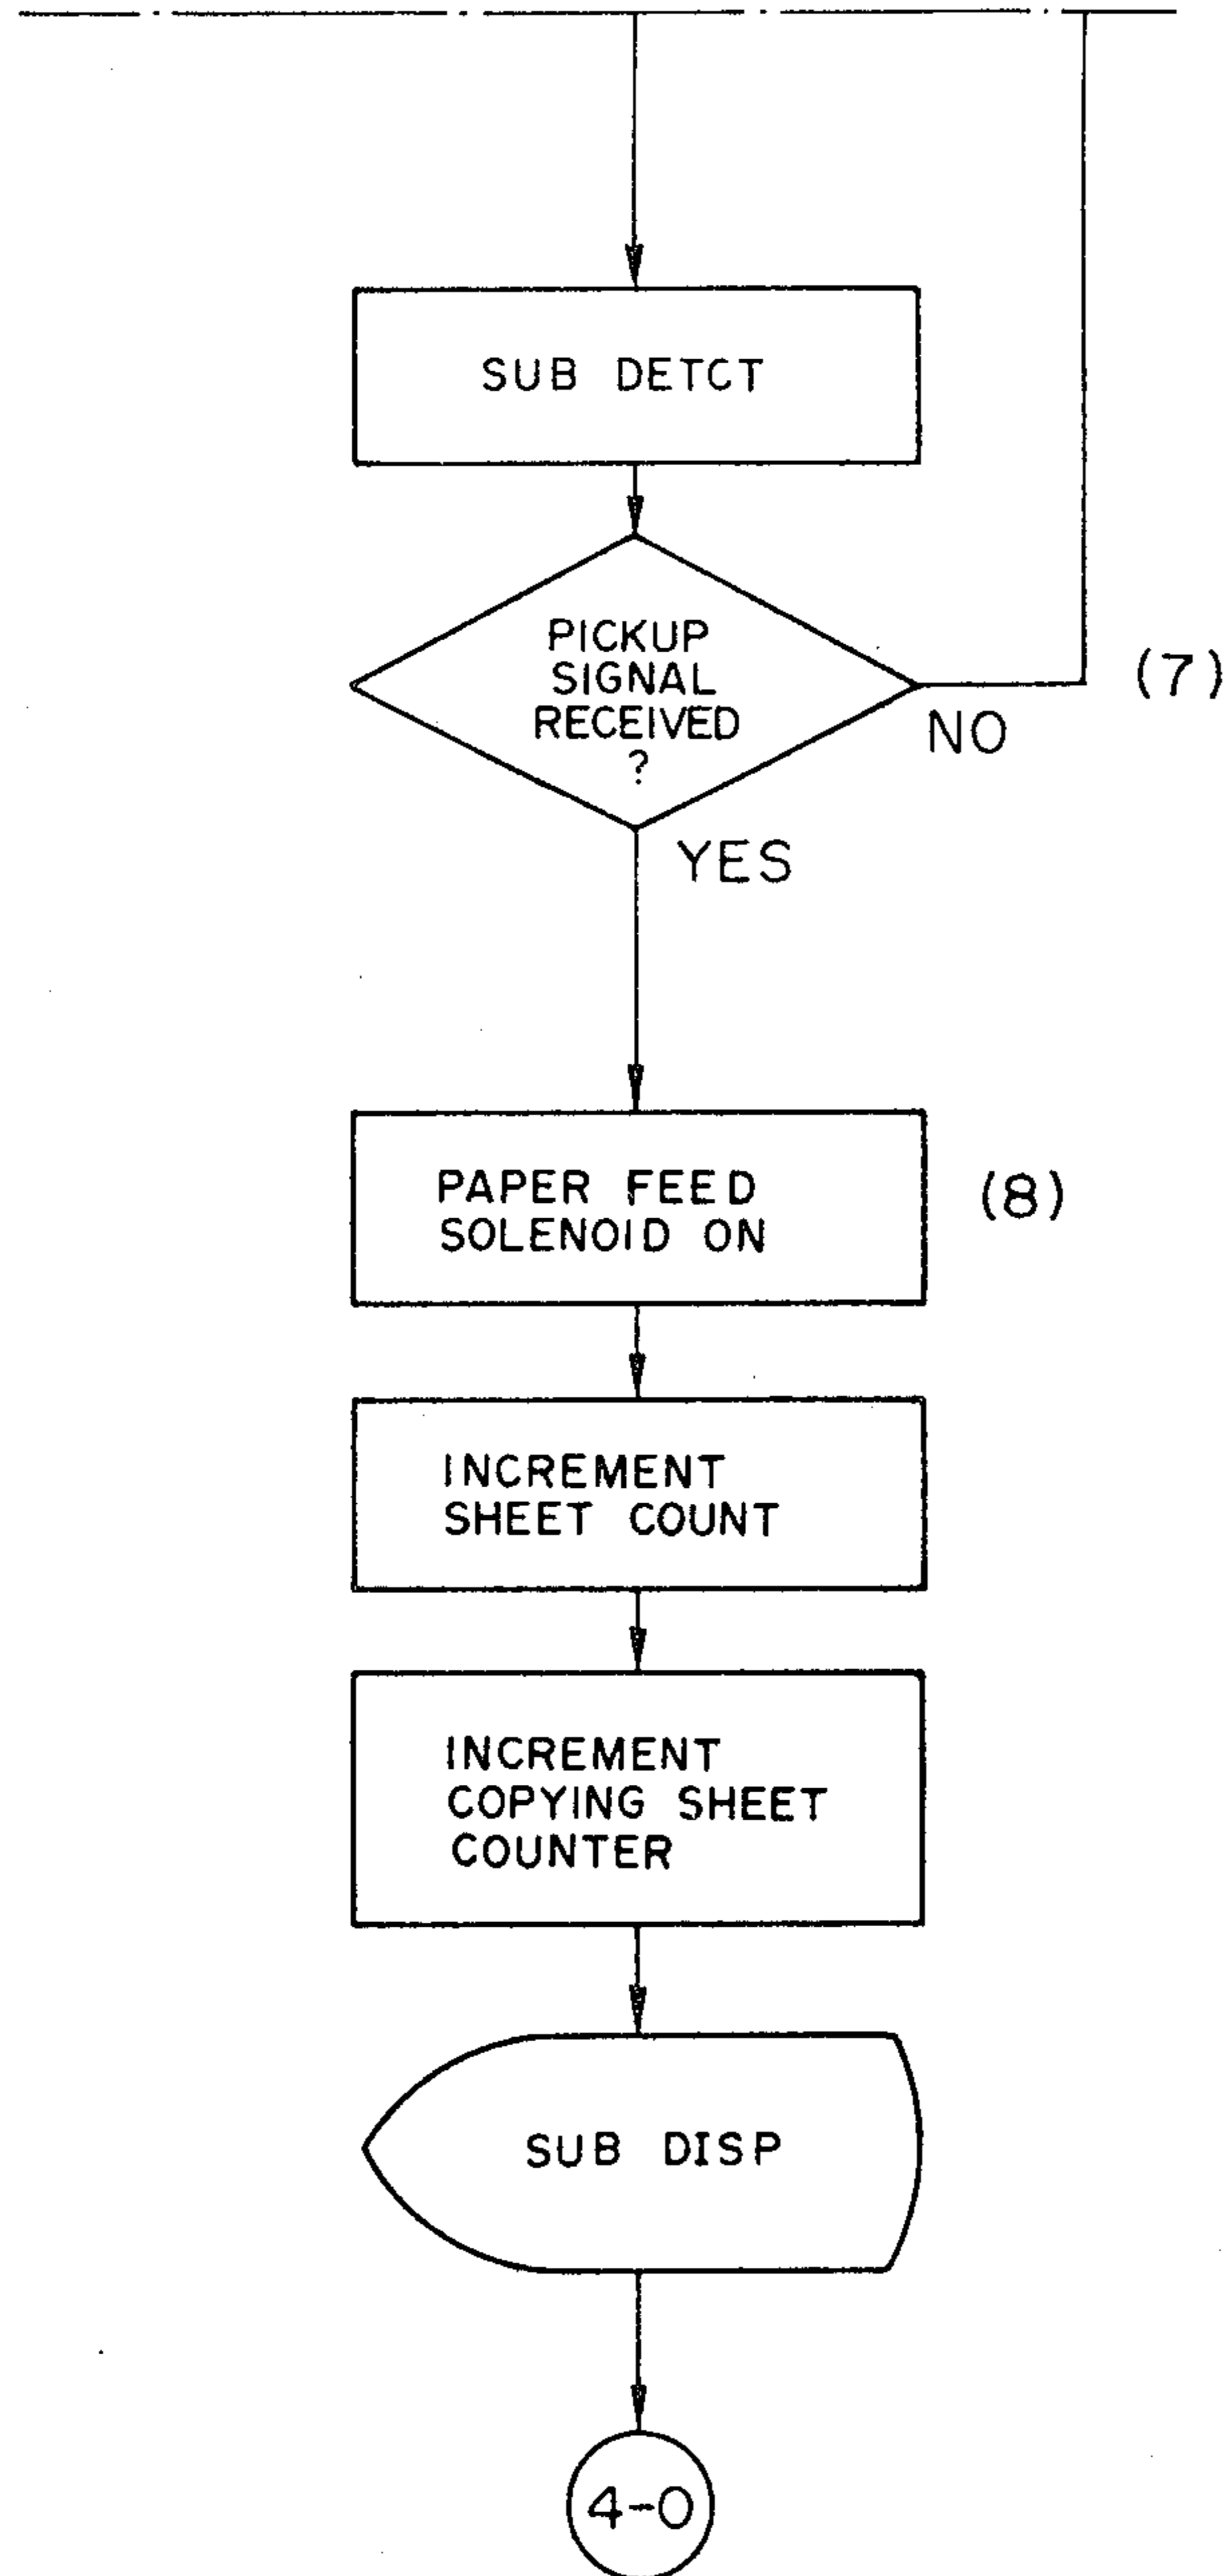 SUB DETCT
PICKUP
SIGNAL
RECEIVED
?
(7)
NO
YES
PAPER FEED
SOLENOID ON
(8)
INCREMENT
SHEET COUNT
INCREMENT
COPYING SHEET
COUNTER
SUB DISP
4-0